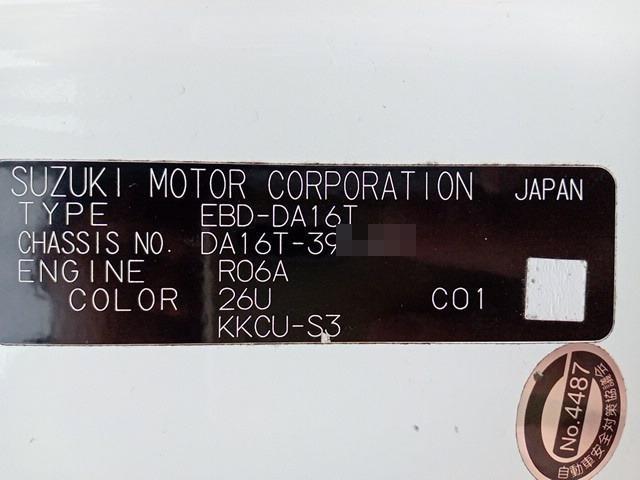 SUZUKI MOTOR CORPORATION JAPAN
TYPE EBD-DA16T
CHASSIS NO. DA16T-39
ENGINE R06A
COLOR 26U C01
KKCU-S3
No.4487
自動車安全対策協議会